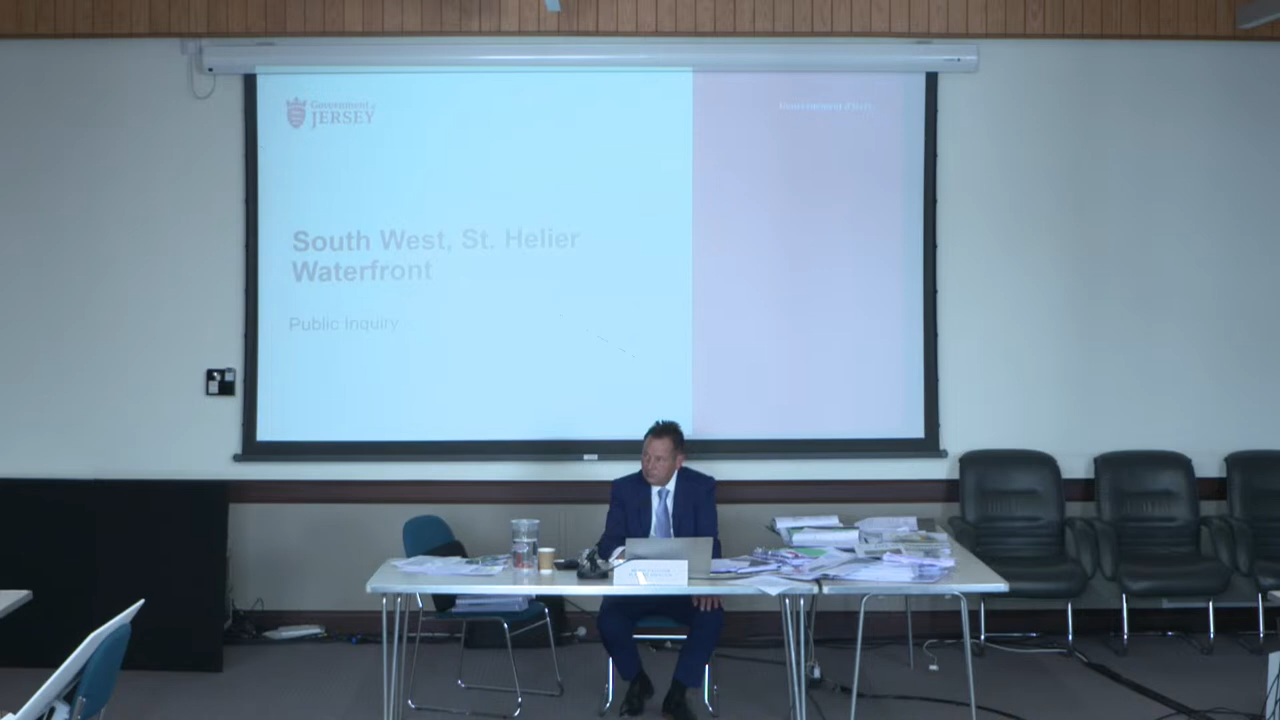 Government of
JERSEY
South West, St. Helier
Waterfront
Public Inquiry